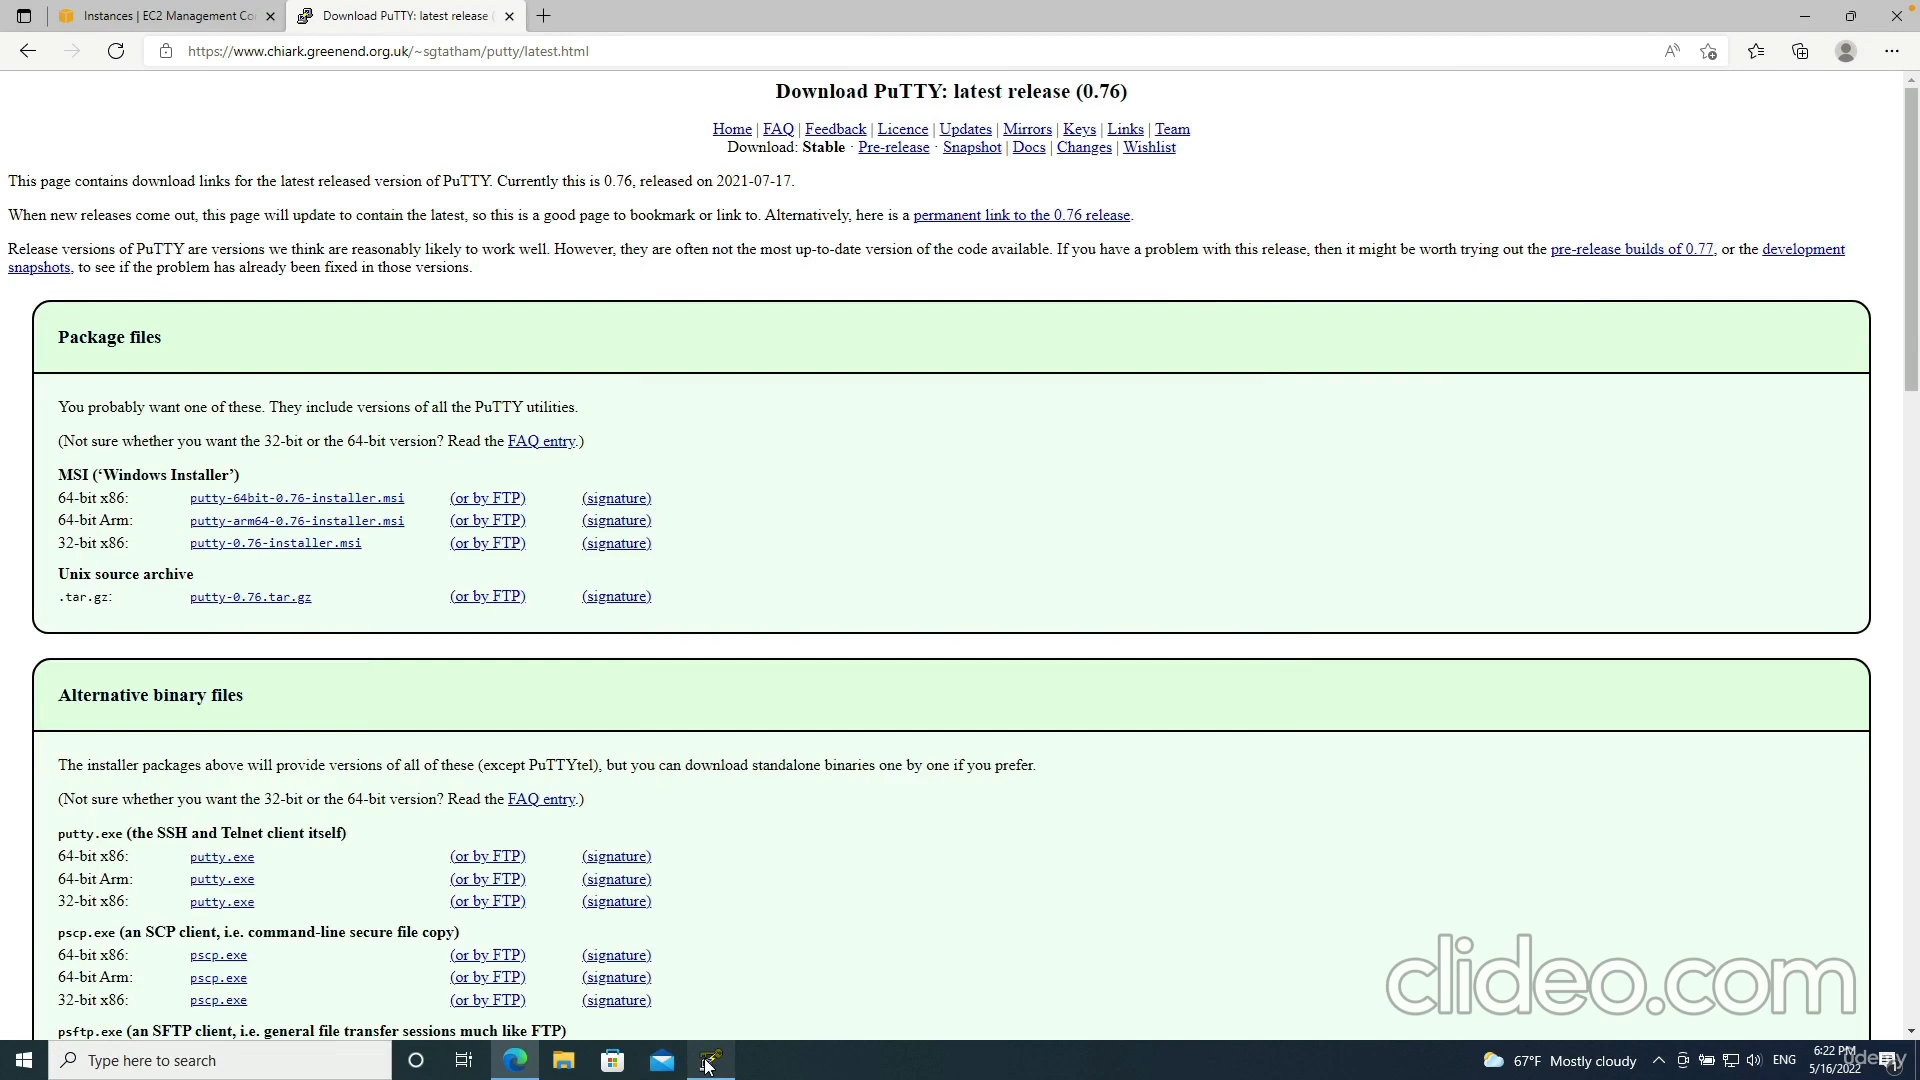 Instances | EC2 Management Co
Download PuTTY: latest release (
https://www.chiark.greenend.org.uk/~sgtatham/putty/latest.html
Download PuTTY: latest release (0.76)
Home | FAQ | Feedback | Licence | Updates | Mirrors | Keys | Links | Team
Download: Stable · Pre-release · Snapshot | Docs | Changes | Wishlist
This page contains download links for the latest released version of PuTTY. Currently this is 0.76, released on 2021-07-17.
When new releases come out, this page will update to contain the latest, so this is a good page to bookmark or link to. Alternatively, here is a permanent link to the 0.76 release.
Release versions of PuTTY are versions we think are reasonably likely to work well. However, they are often not the most up-to-date version of the code available. If you have a problem with this release, then it might be worth trying out the pre-release builds of 0.77, or the development
snapshots, to see if the problem has already been fixed in those versions.
Package files
You probably want one of these. They include versions of all the PuTTY utilities.
(Not sure whether you want the 32-bit or the 64-bit version? Read the FAQ entry.)
MSI (‘Windows Installer’)
64-bit x86: putty-64bit-0.76-installer.msi (or by FTP) (signature)
64-bit Arm: putty-arm64-0.76-installer.msi (or by FTP) (signature)
32-bit x86: putty-0.76-installer.msi (or by FTP) (signature)
Unix source archive
.tar.gz: putty-0.76.tar.gz (or by FTP) (signature)
Alternative binary files
The installer packages above will provide versions of all of these (except PuTTYtel), but you can download standalone binaries one by one if you prefer.
(Not sure whether you want the 32-bit or the 64-bit version? Read the FAQ entry.)
putty.exe (the SSH and Telnet client itself)
64-bit x86: putty.exe (or by FTP) (signature)
64-bit Arm: putty.exe (or by FTP) (signature)
32-bit x86: putty.exe (or by FTP) (signature)
pscp.exe (an SCP client, i.e. command-line secure file copy)
64-bit x86: pscp.exe (or by FTP) (signature)
64-bit Arm: pscp.exe (or by FTP) (signature)
32-bit x86: pscp.exe (or by FTP) (signature)
psftp.exe (an SFTP client, i.e. general file transfer sessions much like FTP)
clideo.com
Type here to search
67°F Mostly cloudy
ENG
6:22 PM
5/16/2022
udemy
1